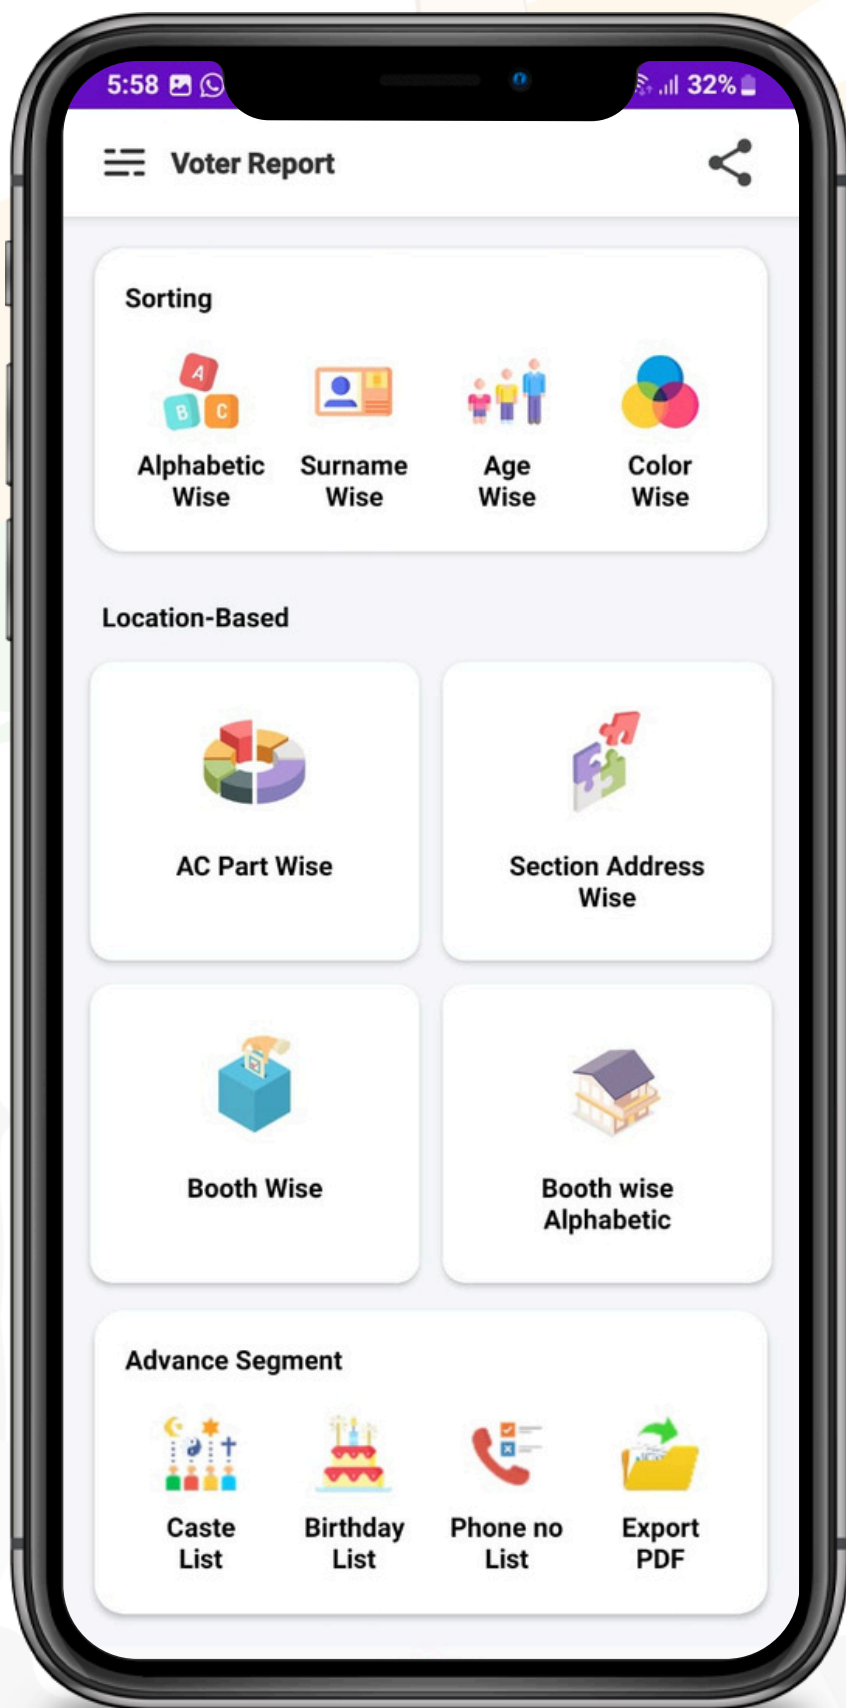 5:58 32%
Voter Report
Sorting
A
B C
Alphabetic Wise
Surname Wise
Age Wise
Color Wise
Location-Based
AC Part Wise
Section Address
Wise
Booth Wise
Booth wise
Alphabetic
Advance Segment
Caste List
Birthday List
Phone no List
Export PDF